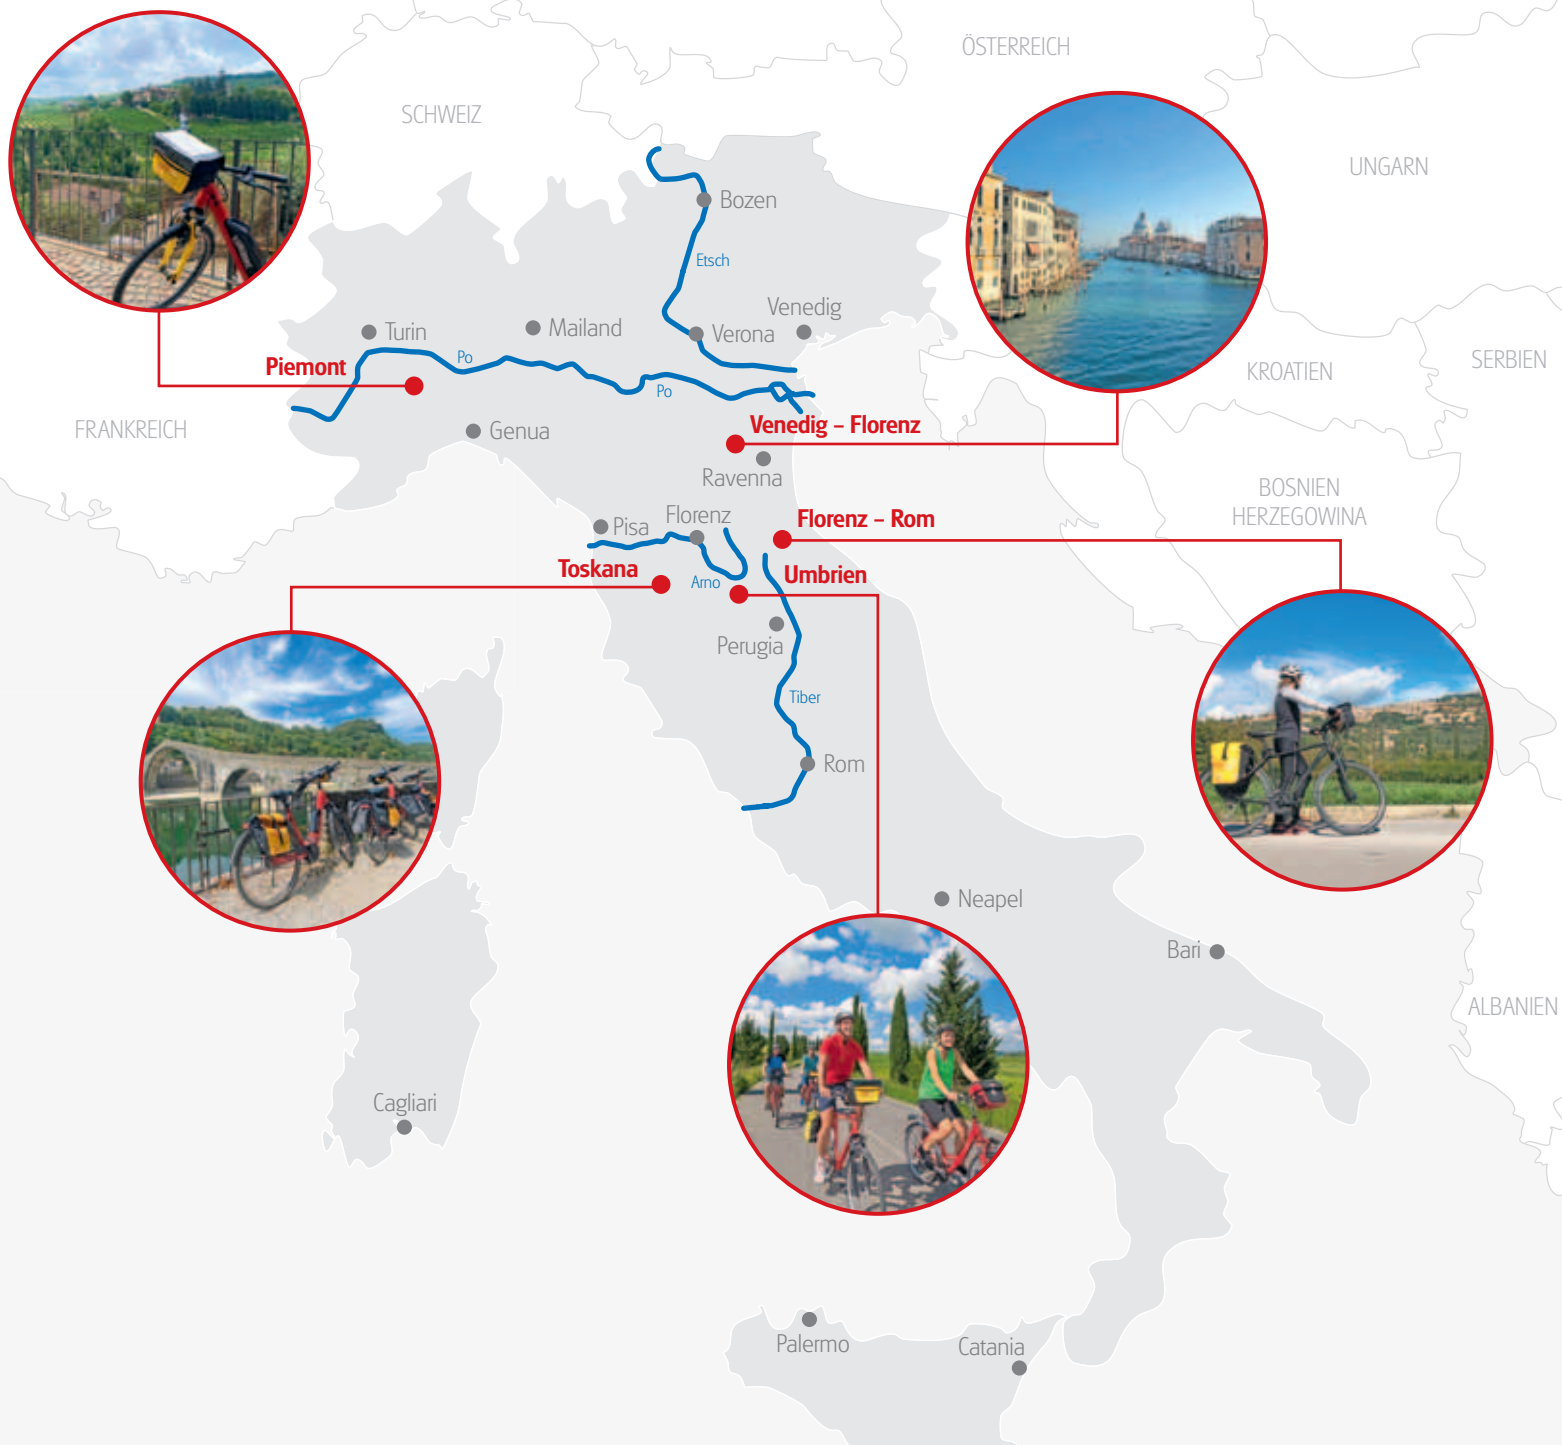 ÖSTERREICH
SCHWEIZ
UNGARN
Bozen
Etsch
Venedig
Turin
Mailand
Verona
Po
Piemont
Po
KROATIEN
SERBIEN
FRANKREICH
Genua
Venedig – Florenz
Ravenna
BOSNIEN
HERZEGOWINA
Pisa
Florenz
Florenz – Rom
Toskana
Arno
Umbrien
Perugia
Tiber
Rom
Neapel
Bari
ALBANIEN
Cagliari
Palermo
Catania